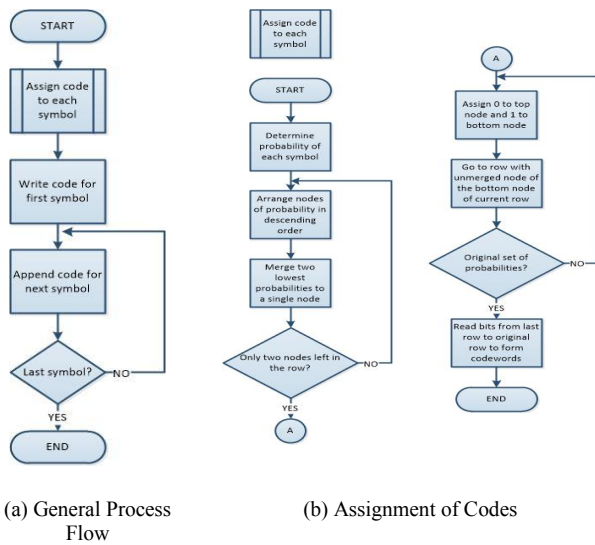 START
Assign code
to each
symbol
Write code for
first symbol
Append code for
next symbol
Last symbol?
NO
YES
END
(a) General Process
Flow
Assign code
to each
symbol
START
Determine
probability of
each symbol
Arrange nodes
of probability in
descending
order
Merge two
lowest
probabilities to
a single node
Only two nodes left in
the row?
NO
YES
A
A
Assign 0 to top
node and 1 to
bottom node
Go to row with
unmerged node of
the bottom node
of current row
Original set of
probabilities?
NO
YES
Read bits from last
row to original
row to form
codewords
END
(b) Assignment of Codes